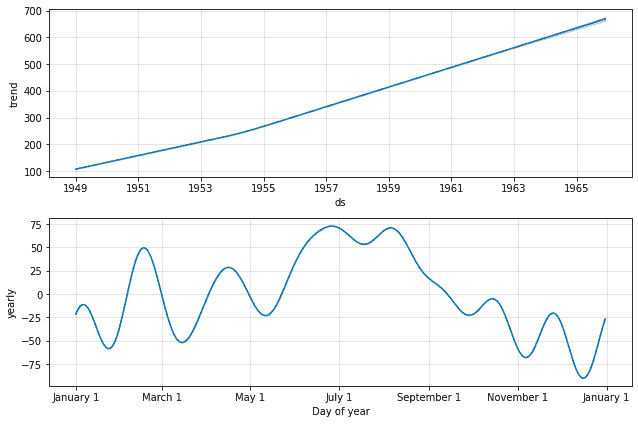 700
600
500
400
300
200
100
trend
1949 1951 1953 1955 1957 1959 1961 1963 1965
ds
75
50
25
0
−25
−50
−75
yearly
January 1 March 1 May 1 July 1 September 1 November 1 January 1
Day of year